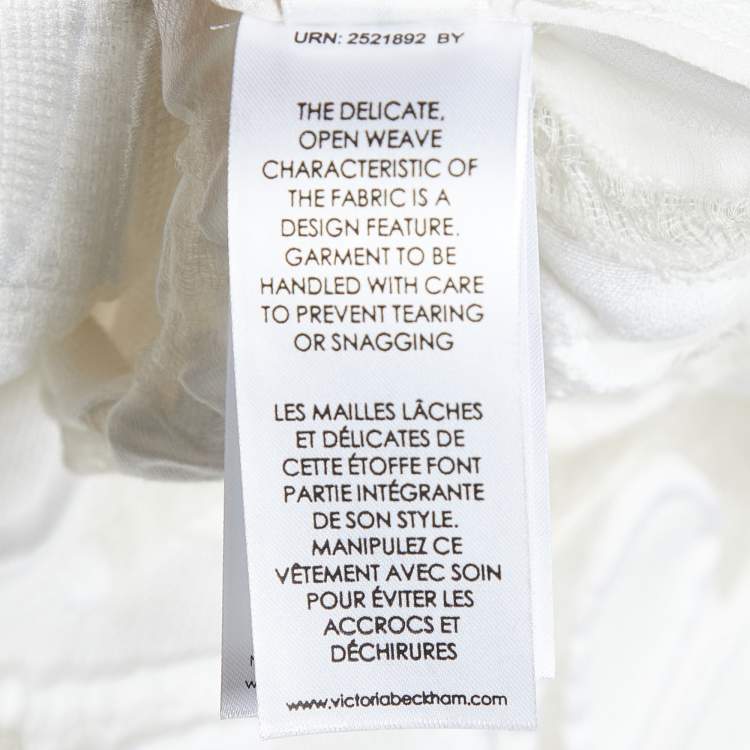 URN: 2521892 BY
THE DELICATE,
OPEN WEAVE
CHARACTERISTIC OF
THE FABRIC IS A
DESIGN FEATURE.
GARMENT TO BE
HANDLED WITH CARE
TO PREVENT TEARING
OR SNAGGING
LES MAILLES LÂCHES
ET DÉLICATES DE
CETTE ÉTOFFE FONT
PARTIE INTÉGRANTE
DE SON STYLE.
MANIPULEZ CE
VÊTEMENT AVEC SOIN
POUR ÉVITER LES
ACCROCS ET
DÉCHIRURES
www.victoriabeckham.com